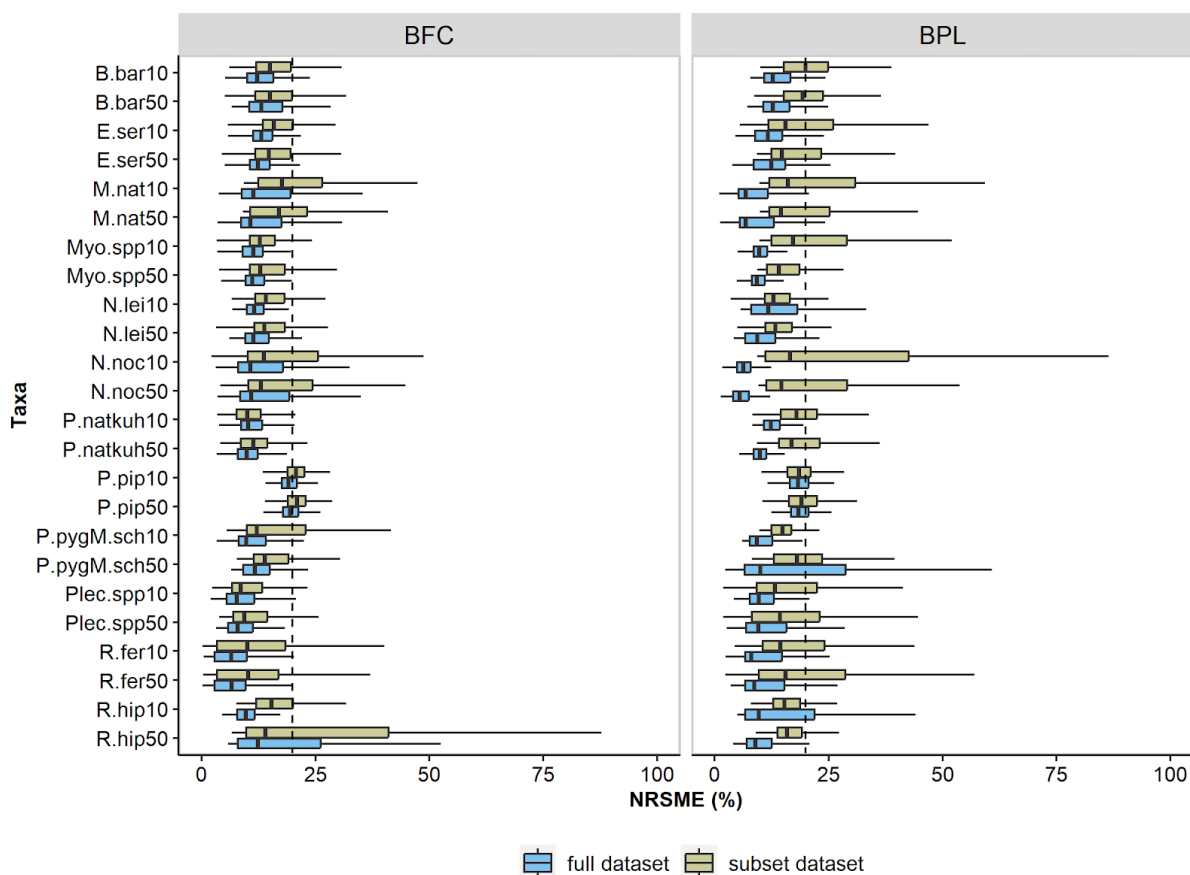 BFC
BPL
Taxa
B.bar10
B.bar50
E.ser10
E.ser50
M.nat10
M.nat50
Myo.spp10
Myo.spp50
N.lei10
N.lei50
N.noc10
N.noc50
P.natkuh10
P.natkuh50
P.pip10
P.pip50
P.pygM.sch10
P.pygM.sch50
Plec.spp10
Plec.spp50
R.fer10
R.fer50
R.hip10
R.hip50
0 25 50 75 100
0 25 50 75 100
NRSME (%)
full dataset subset dataset